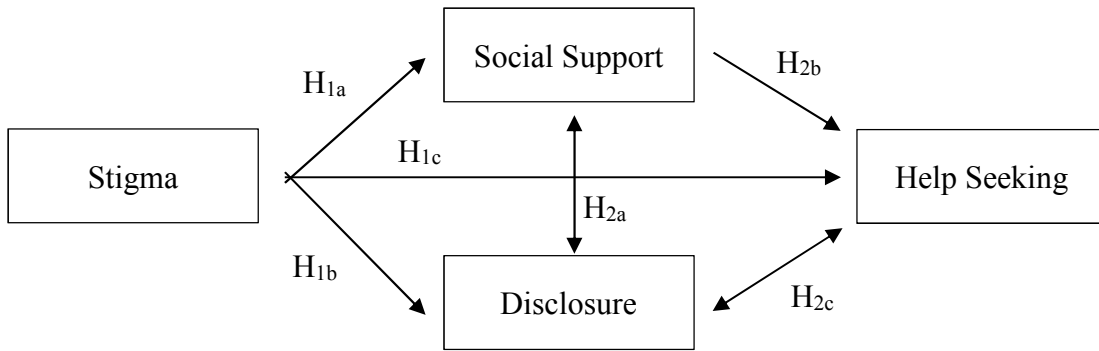 Social Support
H1a
H2b
H1c
Stigma
Help Seeking
H2a
H1b
Disclosure
H2c